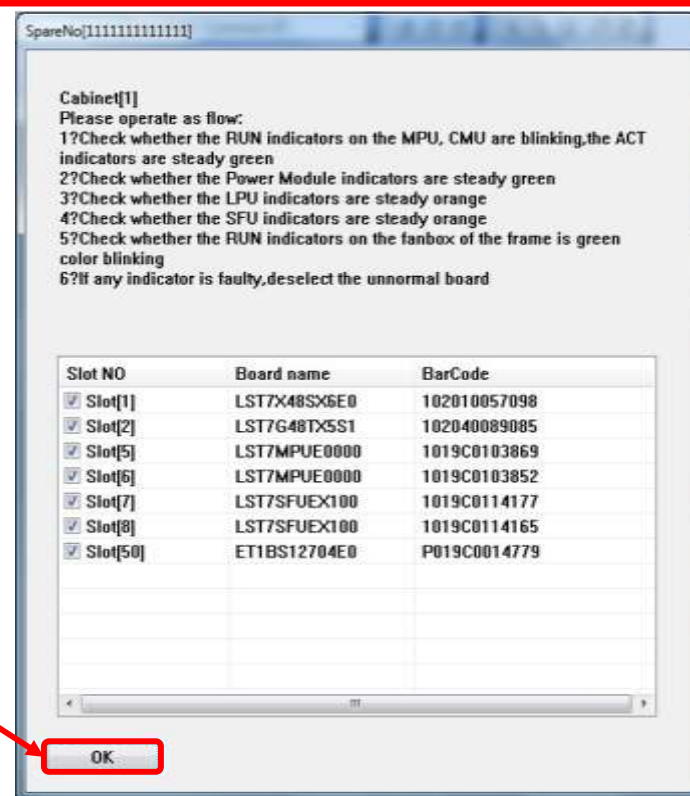 SpareNo[1111111111111]
Cabinet[1]
Please operate as flow:
1?Check whether the RUN indicators on the MPU, CMU are blinking,the ACT
indicators are steady green
2?Check whether the Power Module indicators are steady green
3?Check whether the LPU indicators are steady orange
4?Check whether the SFU indicators are steady orange
5?Check whether the RUN indicators on the fanbox of the frame is green
color blinking
6?If any indicator is faulty,deselect the unnormal board
Slot NO Board name BarCode
Slot[1] LST7X48SX6E0 102010057098
Slot[2] LST7G48TX5S1 102040089085
Slot[5] LST7MPUE0000 1019C0103869
Slot[6] LST7MPUE0000 1019C0103852
Slot[7] LST7SFUEX100 1019C0114177
Slot[8] LST7SFUEX100 1019C0114165
Slot[50] ET1BS12704E0 P019C0014779
OK